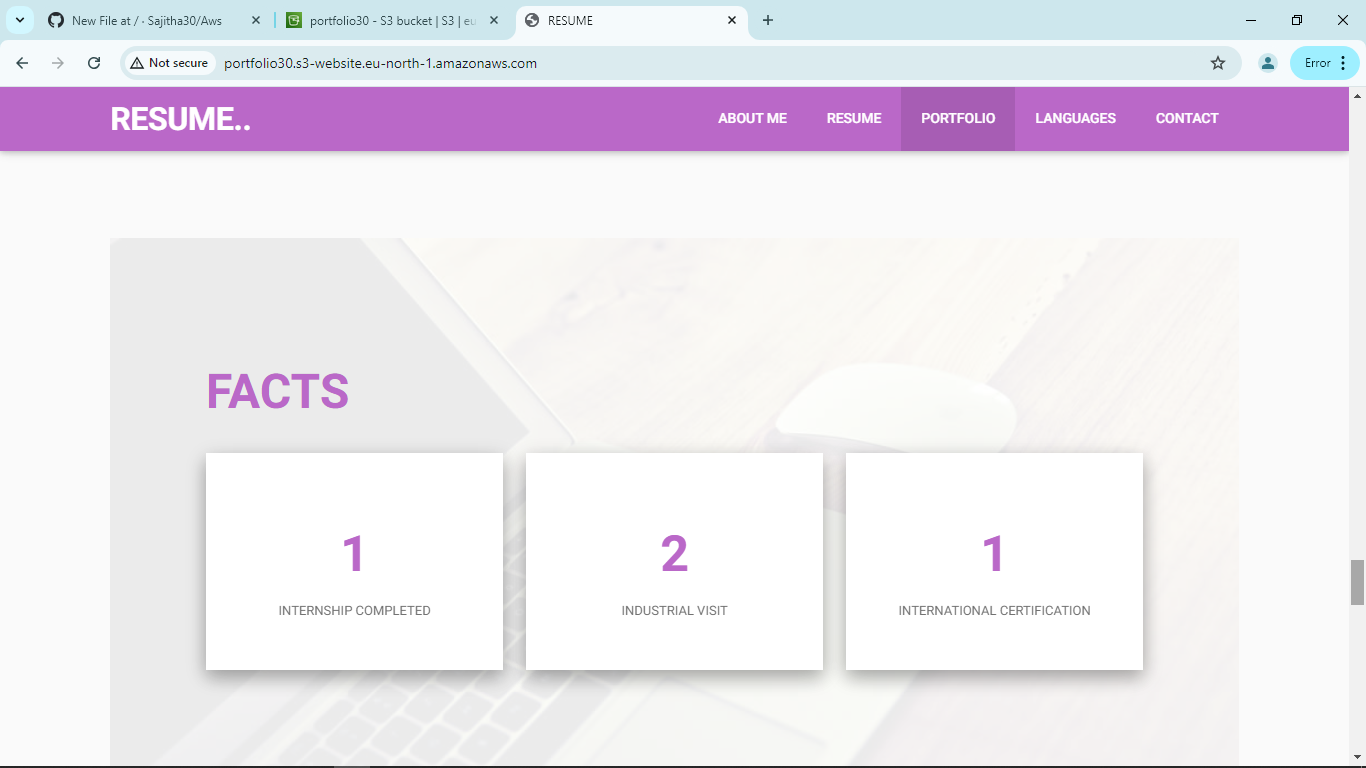 New File at / · Sajitha30/Aws
portfolio30 - S3 bucket | S3 | eu
RESUME
Not secure
portfolio30.s3-website.eu-north-1.amazonaws.com
Error
RESUME..
ABOUT ME
RESUME
PORTFOLIO
LANGUAGES
CONTACT
FACTS
1
INTERNSHIP COMPLETED
2
INDUSTRIAL VISIT
1
INTERNATIONAL CERTIFICATION